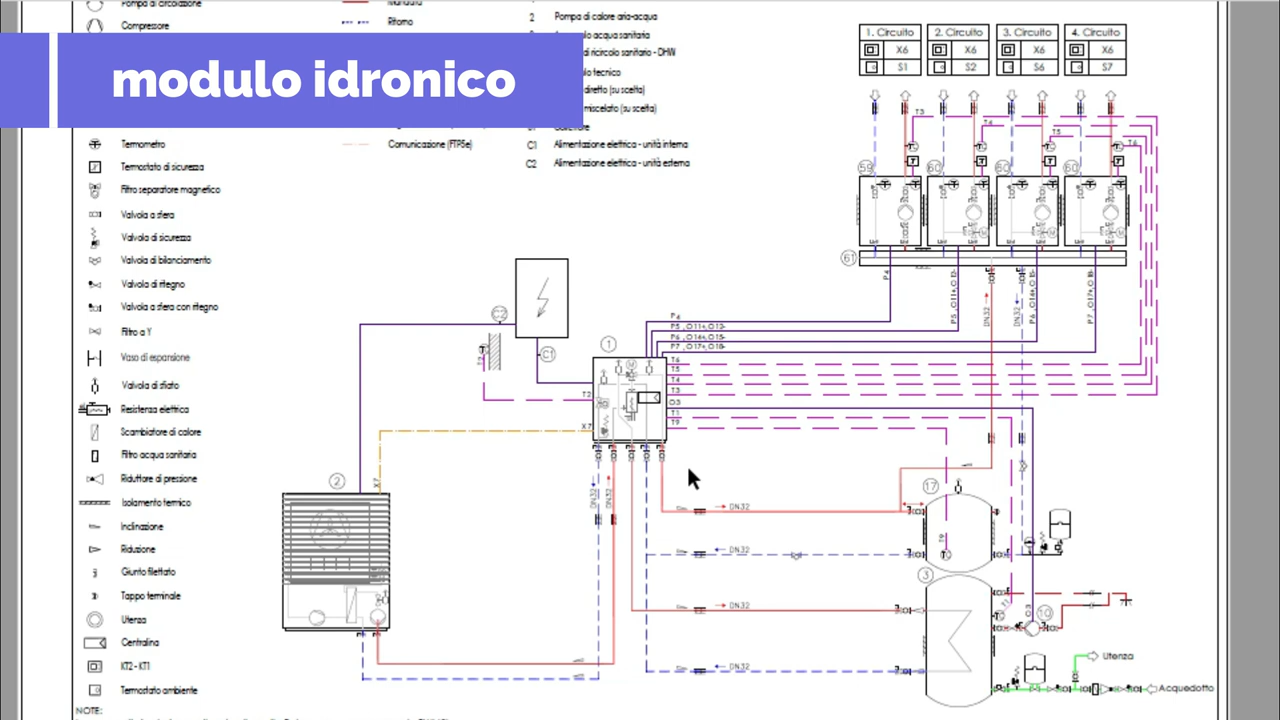 Pompa di circolazione
Compressore
Mandata
Ritorno
2 Pompa di calore aria-acqua
acqua sanitaria
di ricircolo sanitario - DHW
tecnico
diretto (su scelta)
miscelato (su scelta)
modulo idronico
Comunicazione (FTP5e)
C1 Alimentazione elettrica - unità interna
C2 Alimentazione elettrica - unità esterna
Termometro
Termostato di sicurezza
Filtro separatore magnetico
Valvola a sfera
Valvola di sicurezza
Valvola di bilanciamento
Valvola di ritegno
Valvola a sfera con ritegno
Filtro a Y
Vaso di espansione
Valvola di sfiato
Resistenza elettrica
Scambiatore di calore
Filtro acqua sanitaria
Riduttore di pressione
Isolamento termico
Inclinazione
Riduzione
Giunto filettato
Tappo terminale
Utenza
Centralina
KT2 - KT1
Termostato ambiente
NOTE:
1. Circuito
X6
S1
2. Circuito
X6
S2
3. Circuito
X6
S6
4. Circuito
X6
S7
T3
T4
T5
T6
59
60
60
60
61
P4
DN32
DN32
P4
P5 , O11+, O12-
P6 , O14+, O15-
P7 , O17+, O18-
C2
C1
1
T2
X7
T6
T5
T4
T3
O3
T1
T9
2
X7
DN32
DN32
DN32
DN32
DN32
DN32
17
T9
3
T1
O3
10
Utenza
Acquedotto